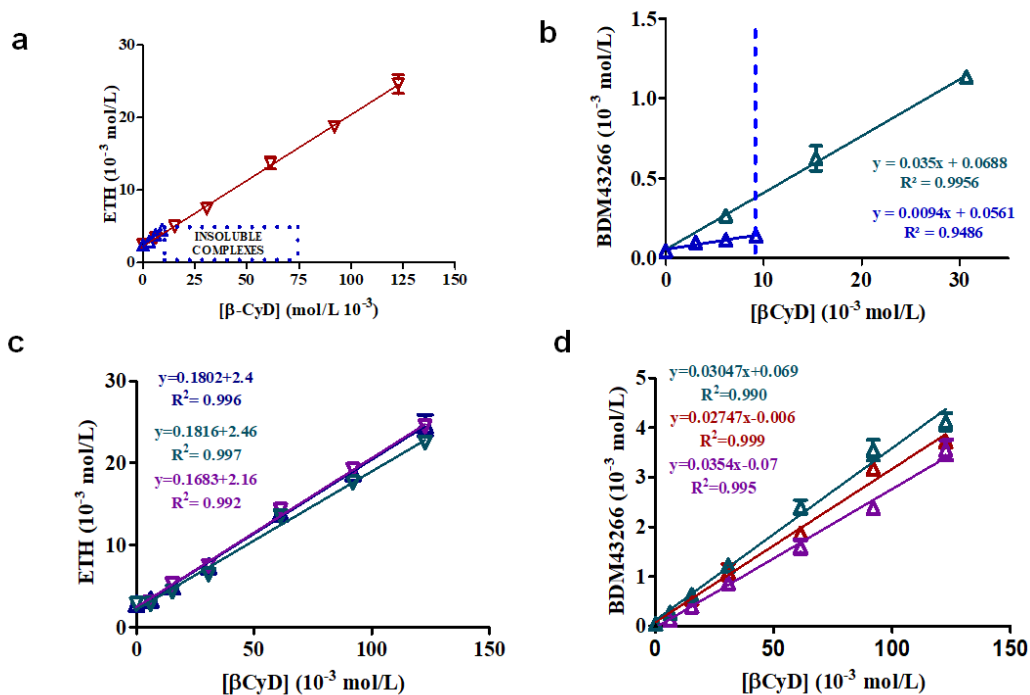 a
ETH (10⁻³ mol/L)
30
20
10
0
INSOLUBLE
COMPLEXES
0 25 50 75 100 125 150
[β-CyD] (mol/L 10⁻³)
b
BDM43266 (10⁻³ mol/L)
1.5
1.0
0.5
0.0
y = 0.035x + 0.0688
R² = 0.9956
y = 0.0094x + 0.0561
R² = 0.9486
0 10 20 30
[βCyD] (10⁻³ mol/L)
c
ETH (10⁻³ mol/L)
30
20
10
0
y=0.1802+2.4
R²= 0.996
y=0.1816+2.46
R²= 0.997
y=0.1683+2.16
R²= 0.992
0 50 100 150
[βCyD] (10⁻³ mol/L)
d
BDM43266 (10⁻³ mol/L)
5
4
3
2
1
0
y=0.03047x+0.069
R²=0.990
y=0.02747x-0.006
R²=0.999
y=0.0354x-0.07
R²=0.995
0 50 100 150
[βCyD] (10⁻³ mol/L)